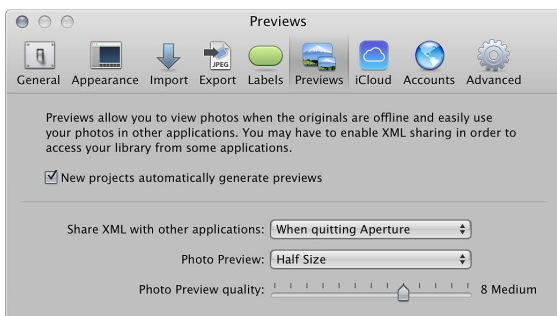 Previews
JPEG
General Appearance Import Export Labels Previews iCloud Accounts Advanced
Previews allow you to view photos when the originals are offline and easily use
your photos in other applications. You may have to enable XML sharing in order to
access your library from some applications.
New projects automatically generate previews
Share XML with other applications: When quitting Aperture
Photo Preview: Half Size
Photo Preview quality: 8 Medium